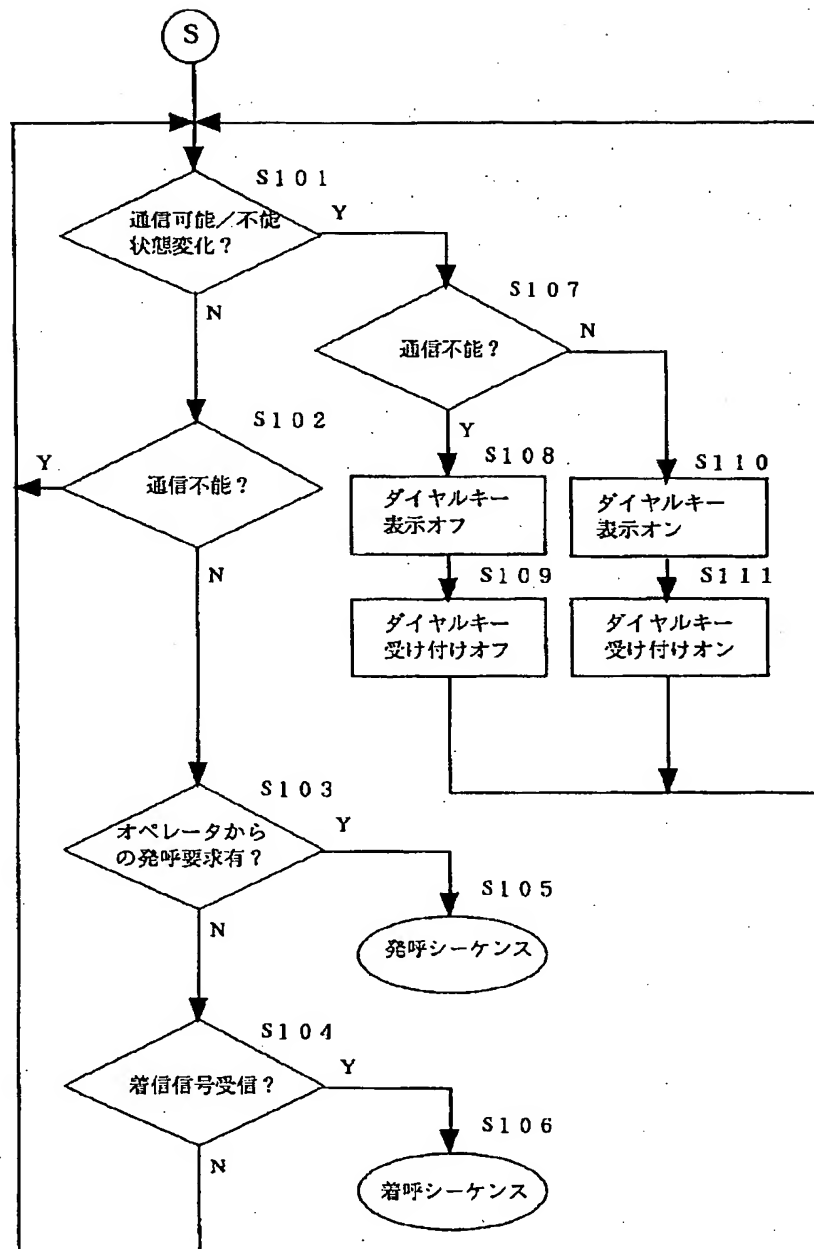 S
S101
通信可能／不能
状態変化？
Y
N
S107
通信不能？
N
Y
S102
通信不能？
Y
N
S108
ダイヤルキー
表示オフ
S110
ダイヤルキー
表示オン
S109
ダイヤルキー
受け付けオフ
S111
ダイヤルキー
受け付けオン
S103
オペレータから
の発呼要求有？
Y
N
S105
発呼シーケンス
S104
着信信号受信？
Y
N
S106
着呼シーケンス